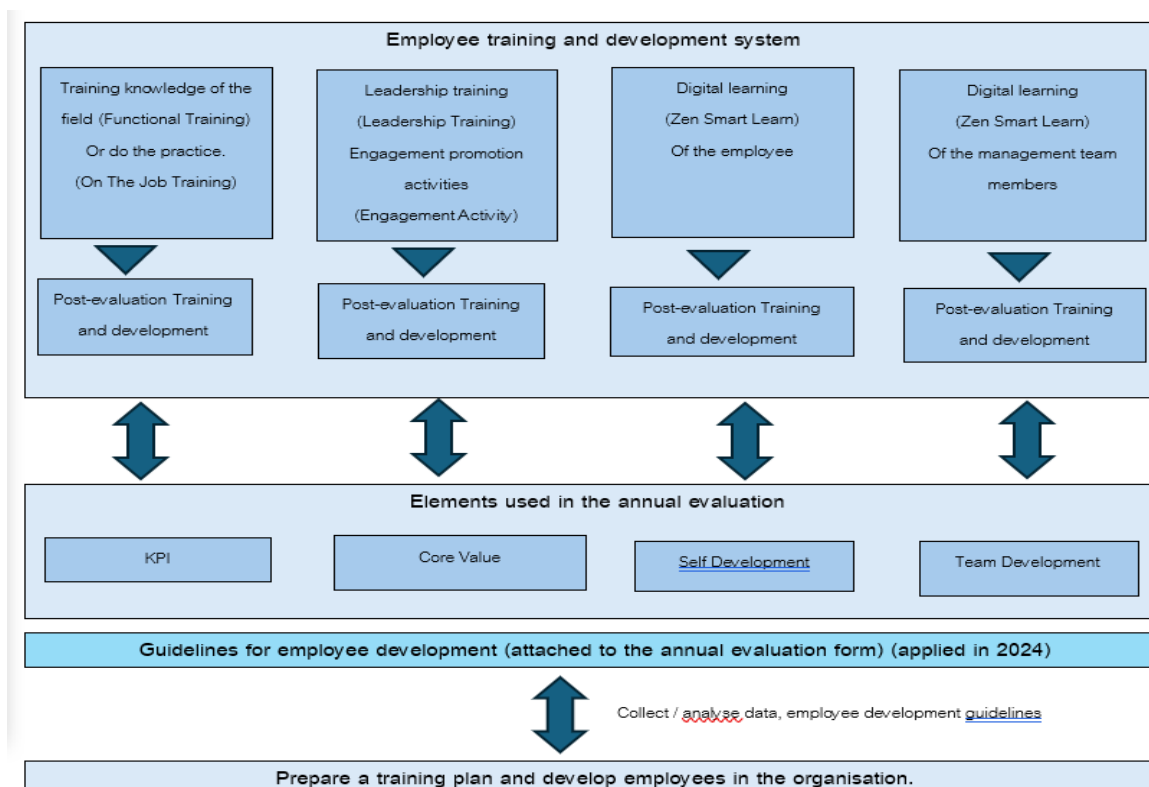 Employee training and development system
Training knowledge of the
field (Functional Training)
Or do the practice.
(On The Job Training)
Leadership training
(Leadership Training)
Engagement promotion
activities
(Engagement Activity)
Digital learning
(Zen Smart Learn)
Of the employee
Digital learning
(Zen Smart Learn)
Of the management team
members
Post-evaluation Training
and development
Post-evaluation Training
and development
Post-evaluation Training
and development
Post-evaluation Training
and development
Elements used in the annual evaluation
KPI
Core Value
Self Development
Team Development
Guidelines for employee development (attached to the annual evaluation form) (applied in 2024)
Collect / analyse data, employee development guidelines
Prepare a training plan and develop employees in the organisation.